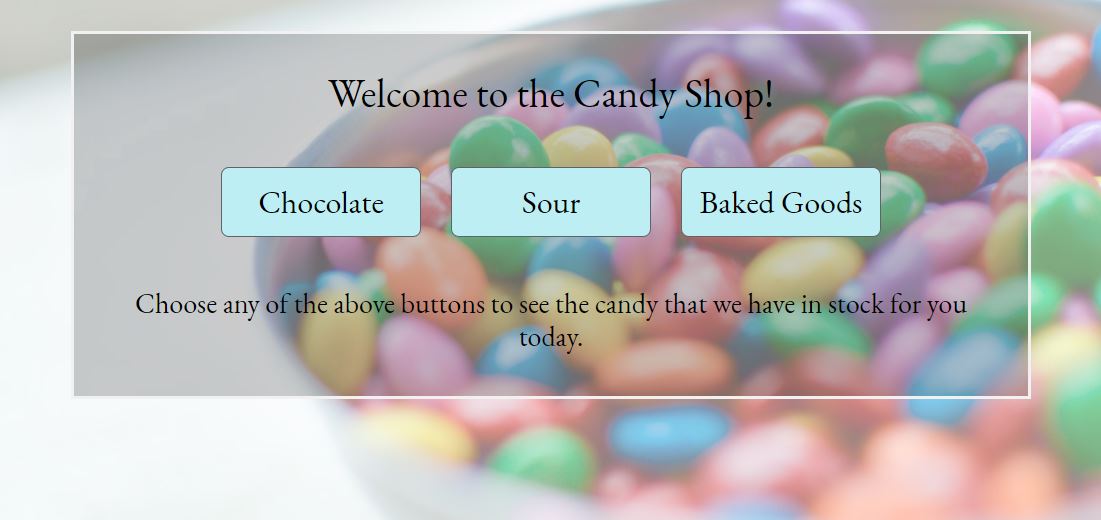 Welcome to the Candy Shop!
Chocolate
Sour
Baked Goods
Choose any of the above buttons to see the candy that we have in stock for you
today.